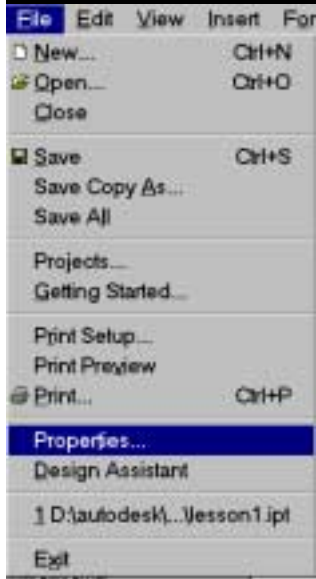 File Edit View Insert For
New... Ctrl+N
Open... Ctrl+O
Close
Save Ctrl+S
Save Copy As...
Save All
Projects...
Getting Started...
Print Setup...
Print Preview
Print... Ctrl+P
Properties...
Design Assistant
1 D:\autodesk\...\lesson1.ipt
Exit